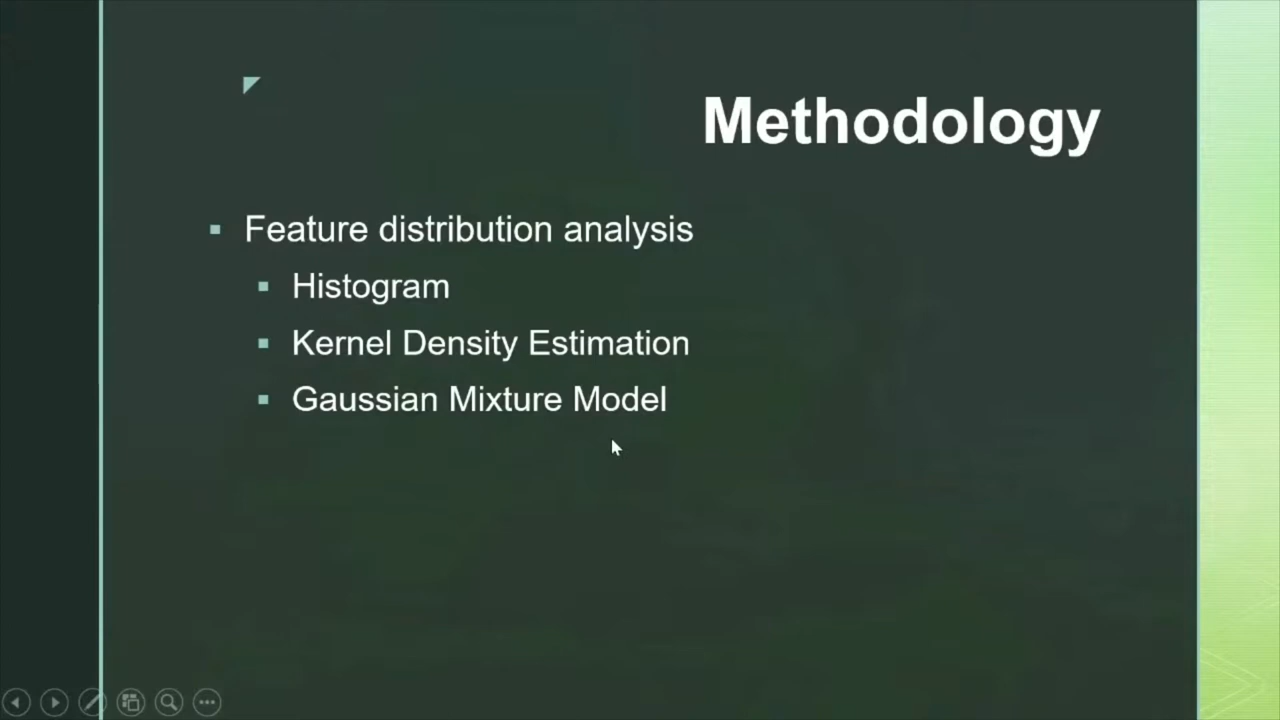 Methodology
Feature distribution analysis
Histogram
Kernel Density Estimation
Gaussian Mixture Model